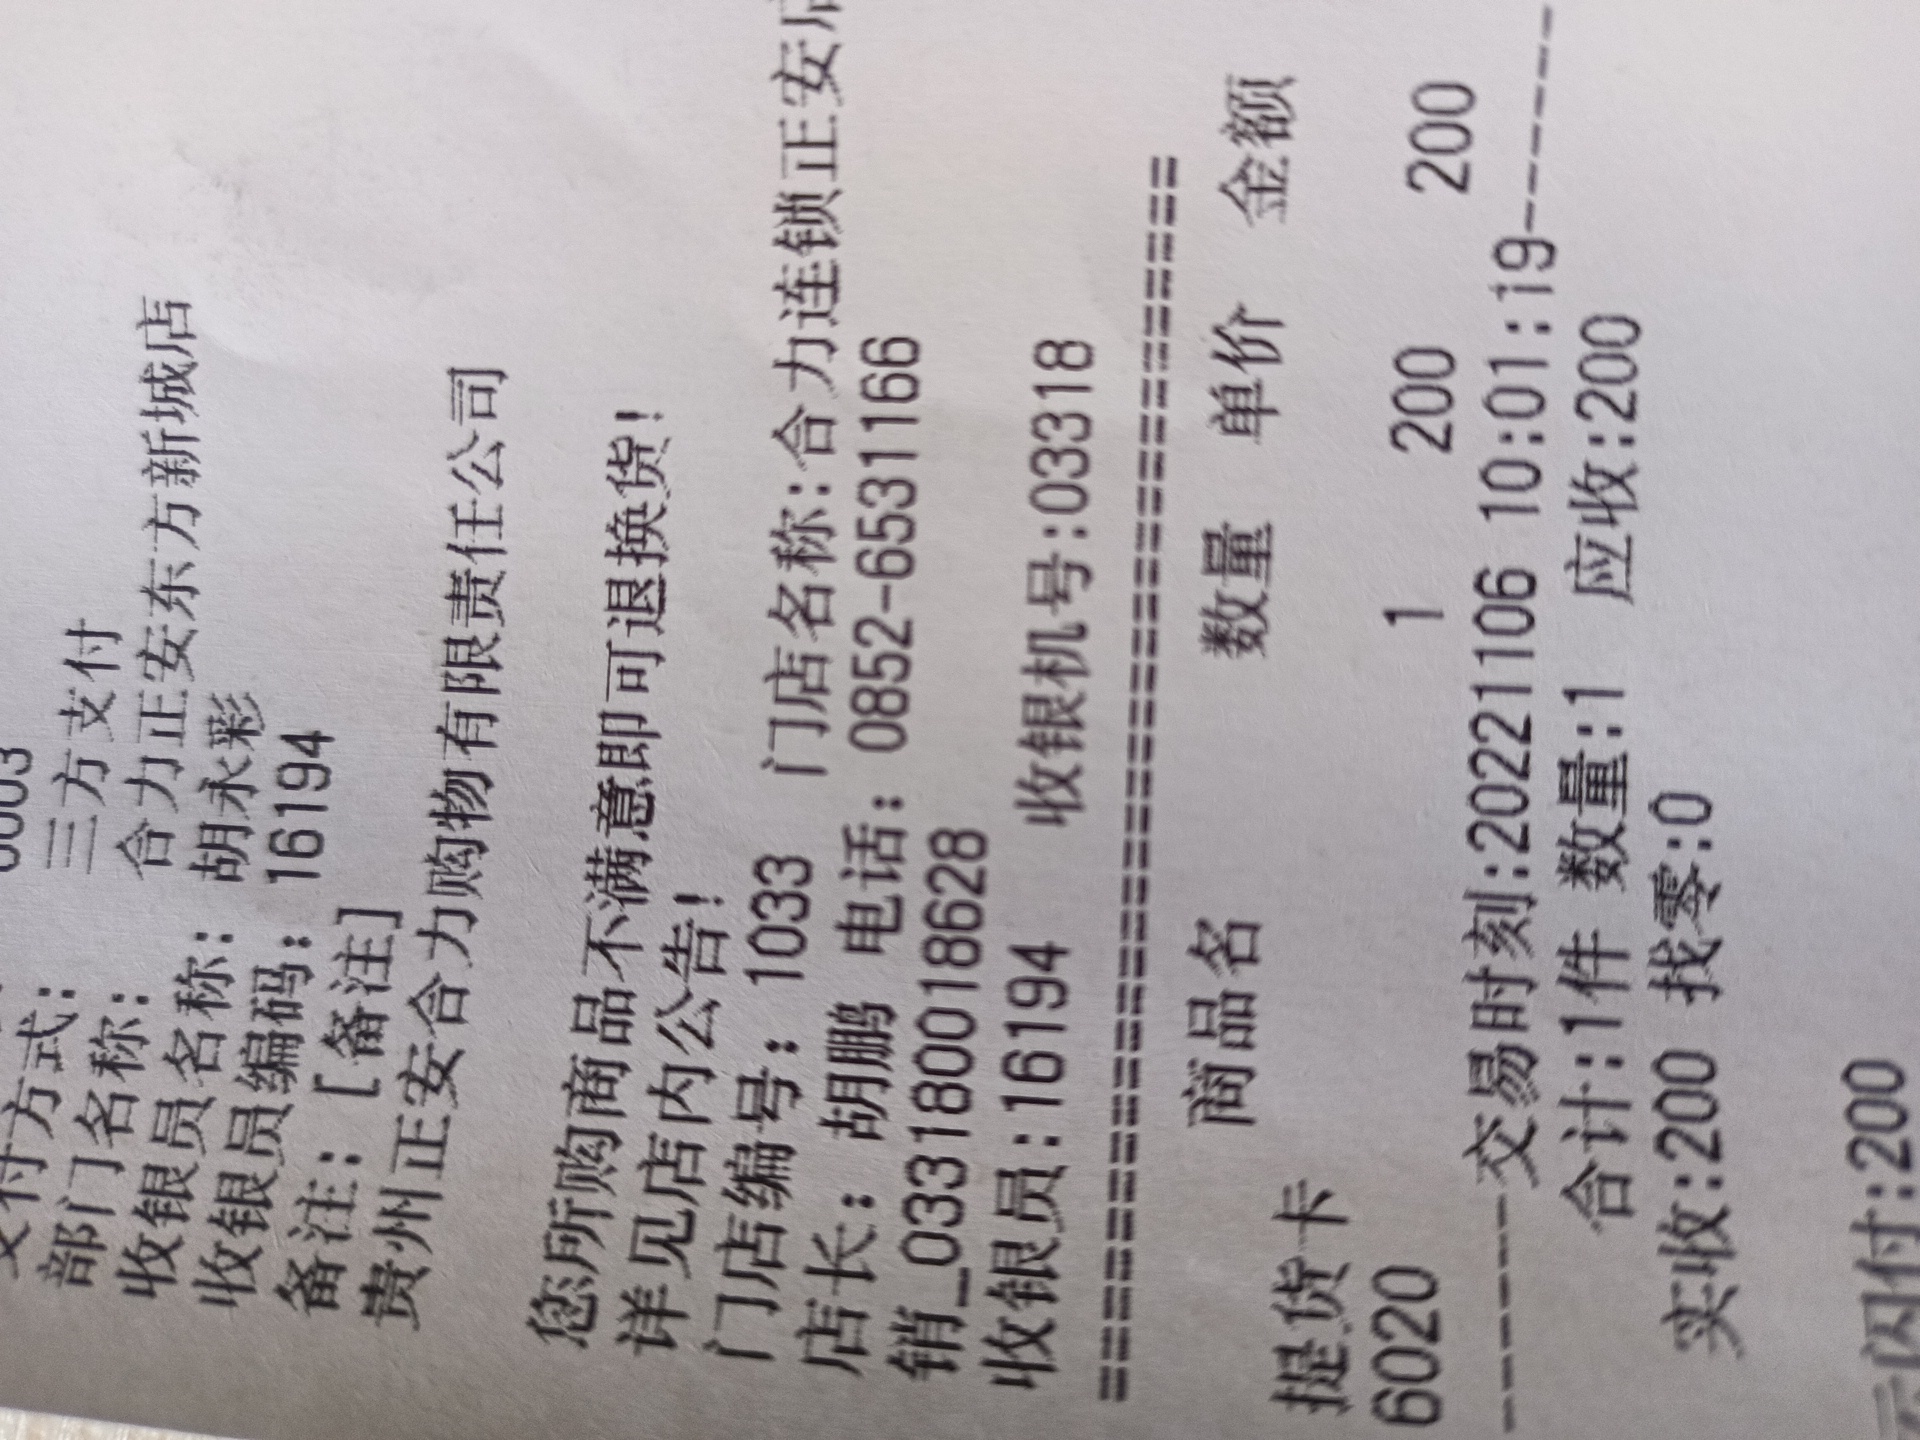 支付方式: 三方支付
部门名称: 合力正安东方新城店
收银员名称: 胡永彩
收银员编码: 16194
备注: [备注]
贵州正安合力购物有限责任公司
您所购商品不满意即可退换货!
详见店内公告!
门店编号: 1033 门店名称:合力连锁正安店
店长: 胡鹏 电话: 0852-6531166
销_033180018628
收银员:16194 收银机号:03318
==============================
商品名 数量 单价 金额
提货卡
6020 1 200 200
--------交易时刻:20221106 10:01:19--------
合计:1件 数量:1 应收:200
实收:200 找零:0
云闪付:200